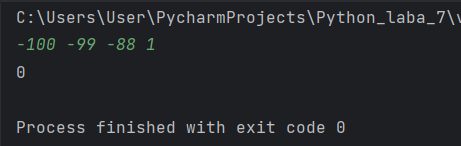 C:\Users\User\PycharmProjects\Python_laba_7\v
-100 -99 -88 1
0
Process finished with exit code 0